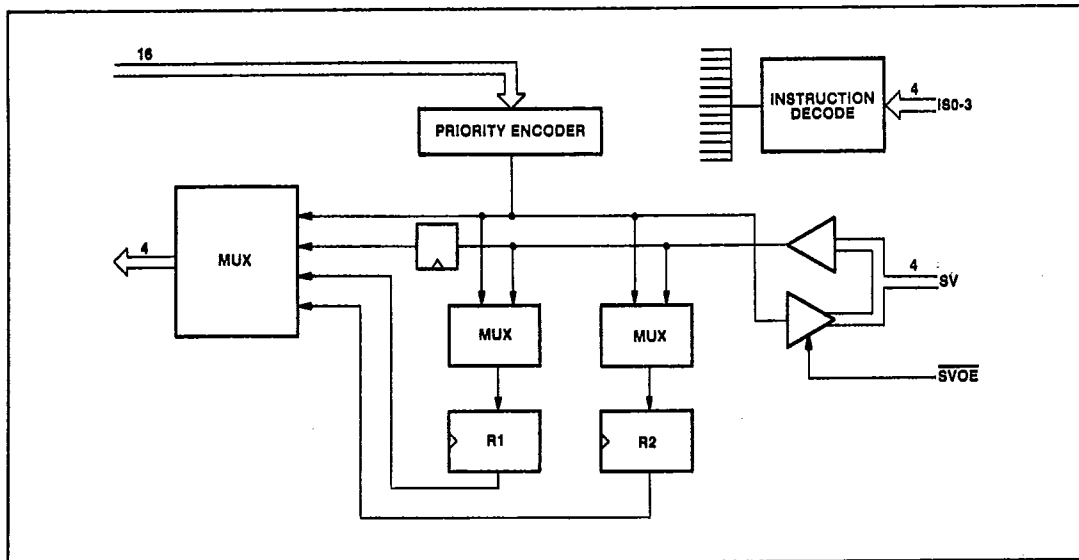 16
PRIORITY ENCODER
INSTRUCTION
DECODE
4
IS0-3
4
MUX
4
SV
MUX
MUX
SVOE
R1
R2